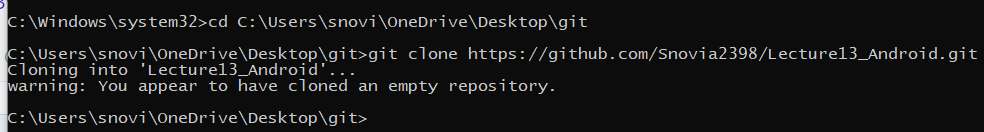 C:\Windows\system32>cd C:\Users\snovi\OneDrive\Desktop\git
C:\Users\snovi\OneDrive\Desktop\git>git clone https://github.com/Snovia2398/Lecture13_Android.git
Cloning into 'Lecture13_Android'...
warning: You appear to have cloned an empty repository.
C:\Users\snovi\OneDrive\Desktop\git>